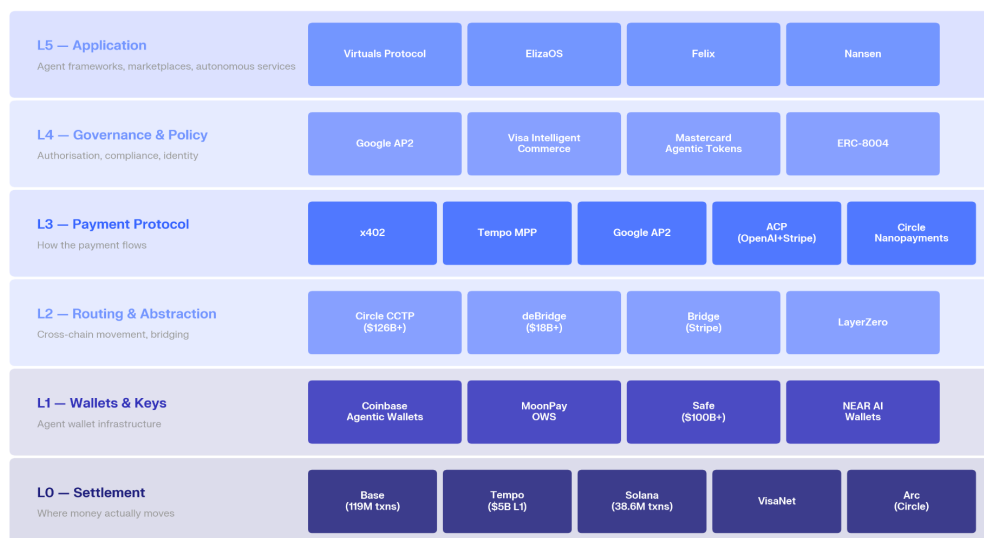 L5 — Application
Agent frameworks, marketplaces, autonomous services
Virtuals Protocol
ElizaOS
Felix
Nansen
L4 — Governance & Policy
Authorisation, compliance, identity
Google AP2
Visa Intelligent
Commerce
Mastercard
Agentic Tokens
ERC-8004
L3 — Payment Protocol
How the payment flows
x402
Tempo MPP
Google AP2
ACP
(OpenAI+Stripe)
Circle
Nanopayments
L2 — Routing & Abstraction
Cross-chain movement, bridging
Circle CCTP
($126B+)
deBridge
($18B+)
Bridge
(Stripe)
LayerZero
L1 — Wallets & Keys
Agent wallet infrastructure
Coinbase
Agentic Wallets
MoonPay
OWS
Safe
($100B+)
NEAR AI
Wallets
L0 — Settlement
Where money actually moves
Base
(119M txns)
Tempo
($5B L1)
Solana
(38.6M txns)
VisaNet
Arc
(Circle)